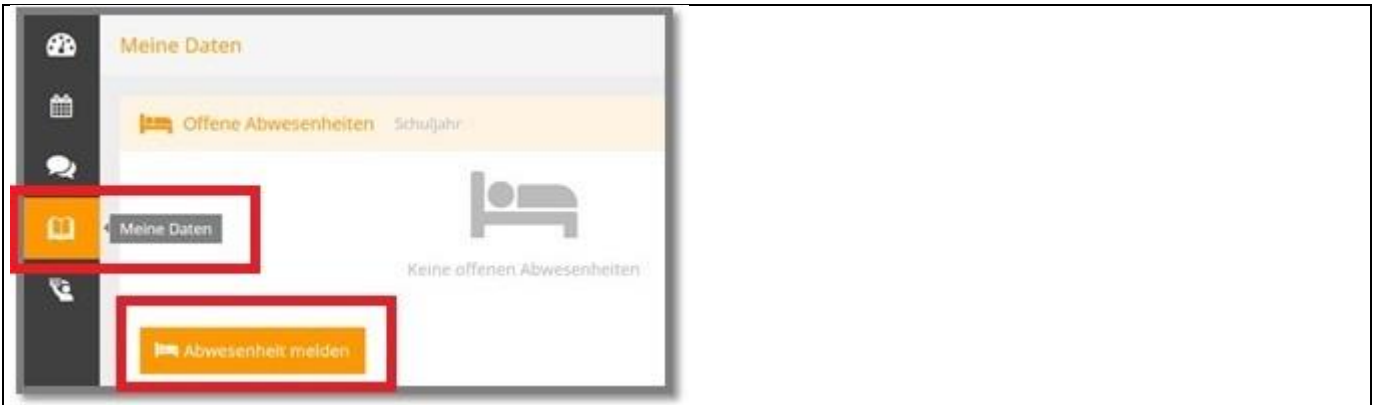 Meine Daten
Offene Abwesenheiten Schuljahr
Meine Daten
Keine offenen Abwesenheiten
Abwesenheit melden